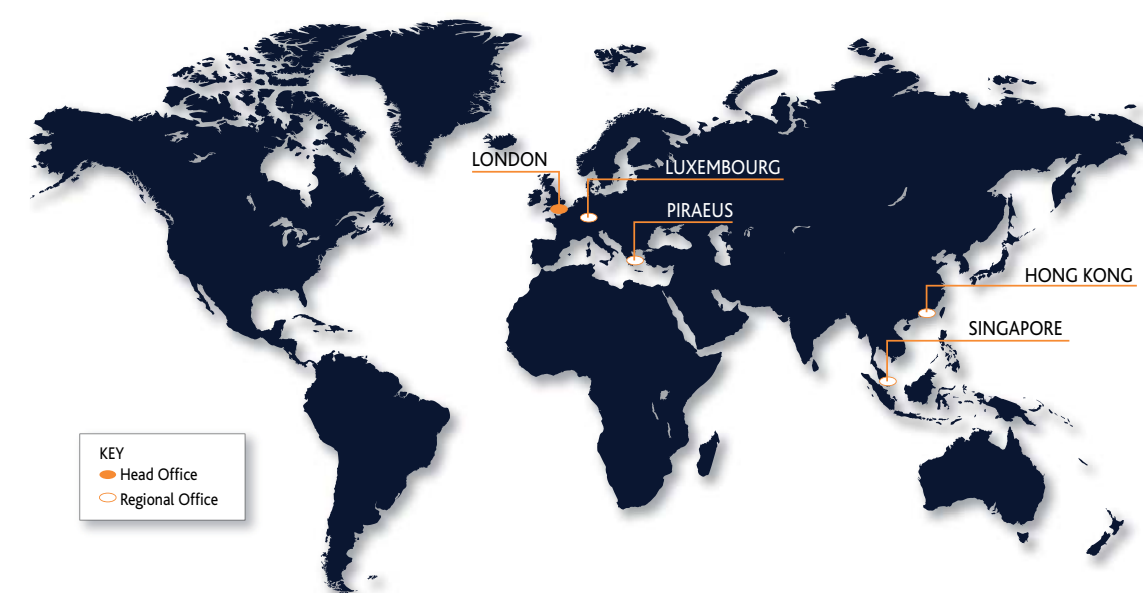 LONDON
LUXEMBOURG
PIRAEUS
HONG KONG
SINGAPORE
KEY
Head Office
Regional Office